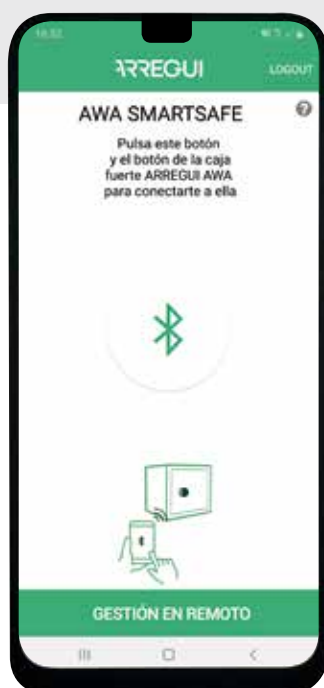 ARREGUI
LOGOUT
AWA SMARTSAFE
Pulsa este botón
y el botón de la caja
fuerte ARREGUI AWA
para conectarte a ella
GESTIÓN EN REMOTO